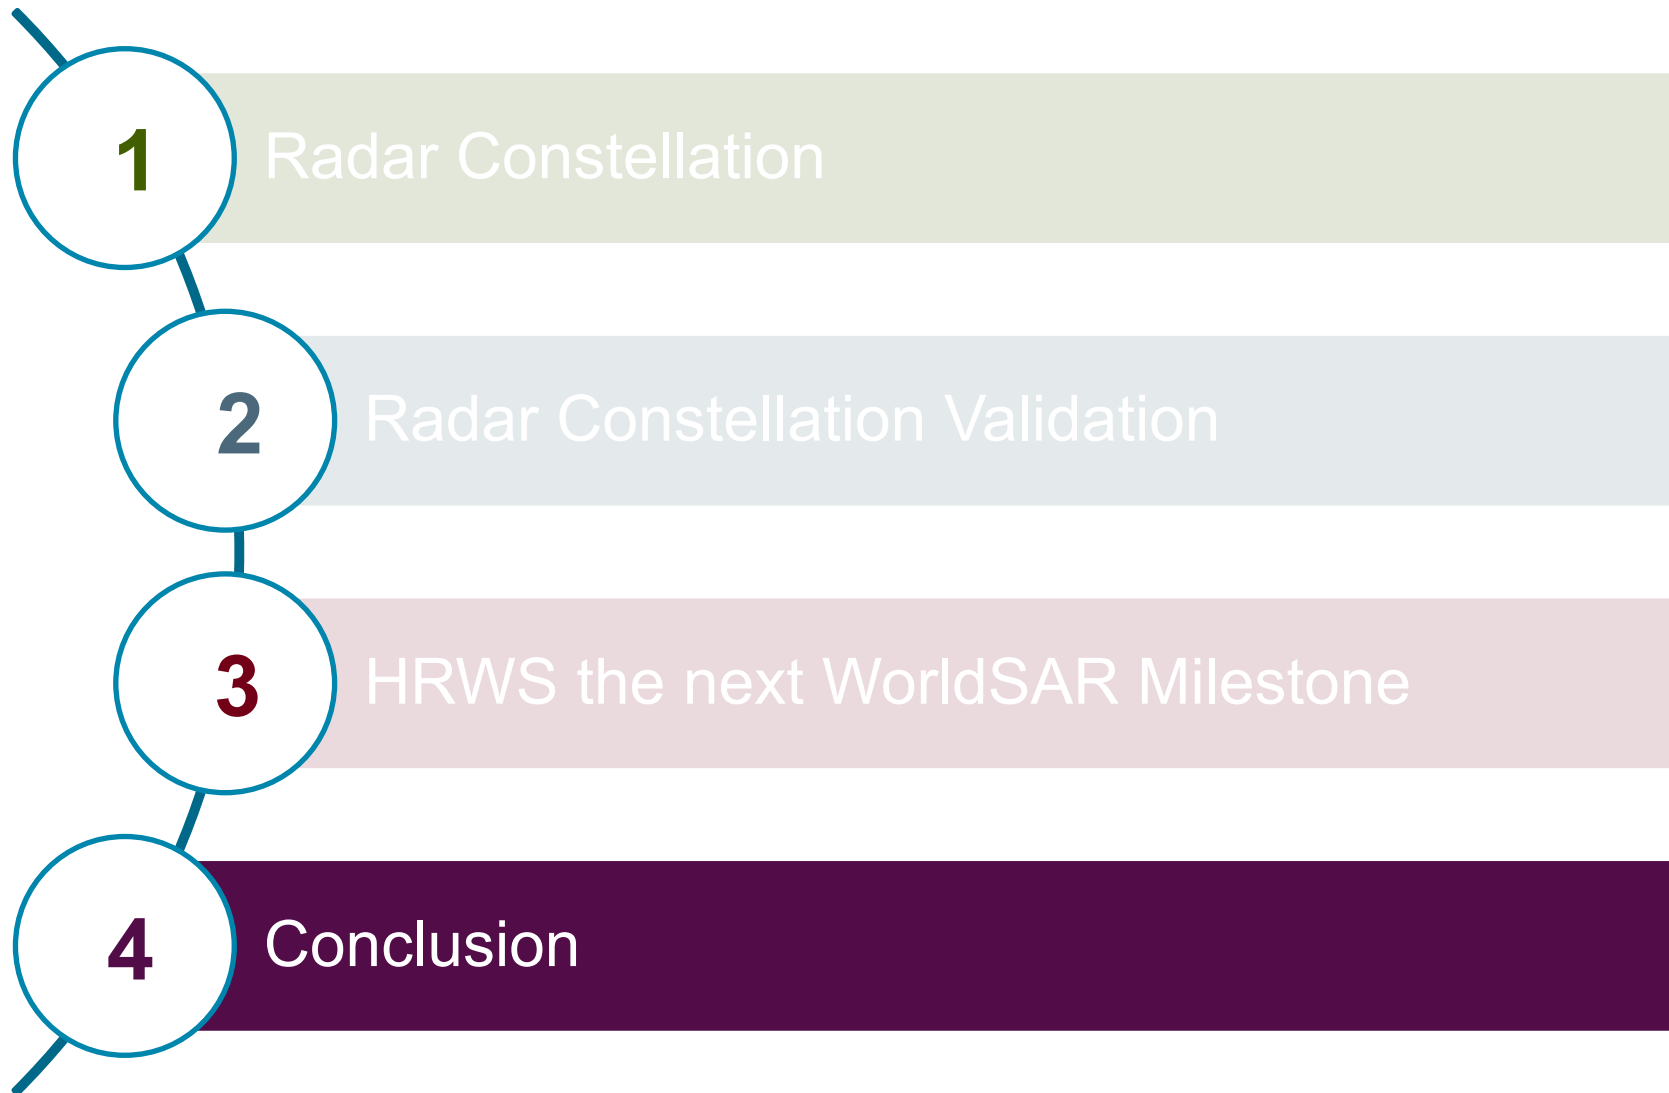 1
Radar Constellation
2
Radar Constellation Validation
3
HRWS the next WorldSAR Milestone
4
Conclusion